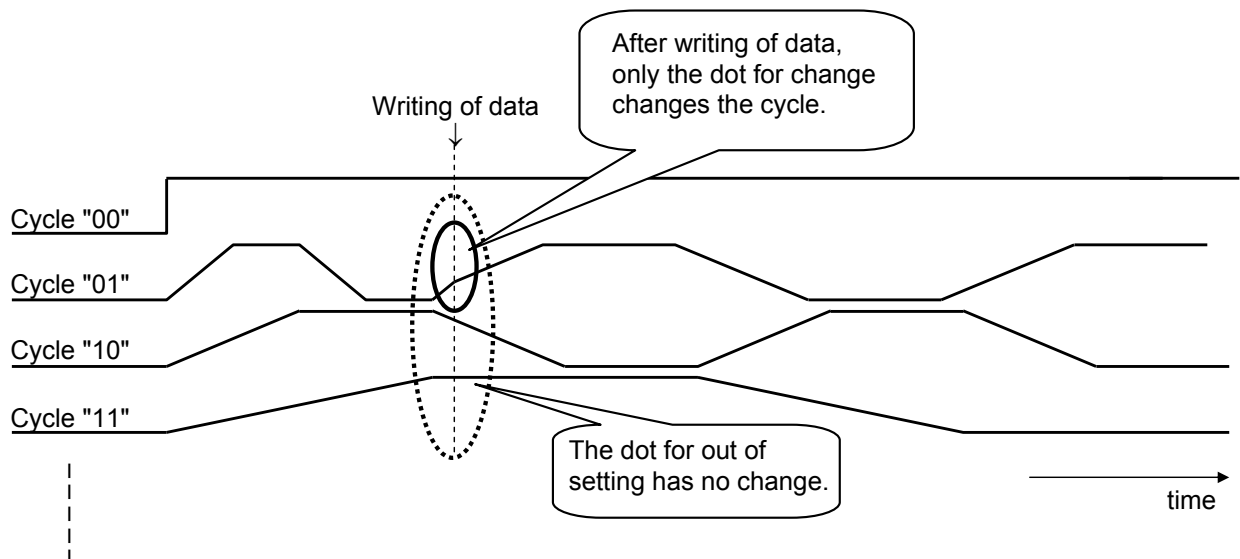 After writing of data,
only the dot for change
changes the cycle.
Writing of data
↓
Cycle "00"
Cycle "01"
Cycle "10"
Cycle "11"
The dot for out of
setting has no change.
time